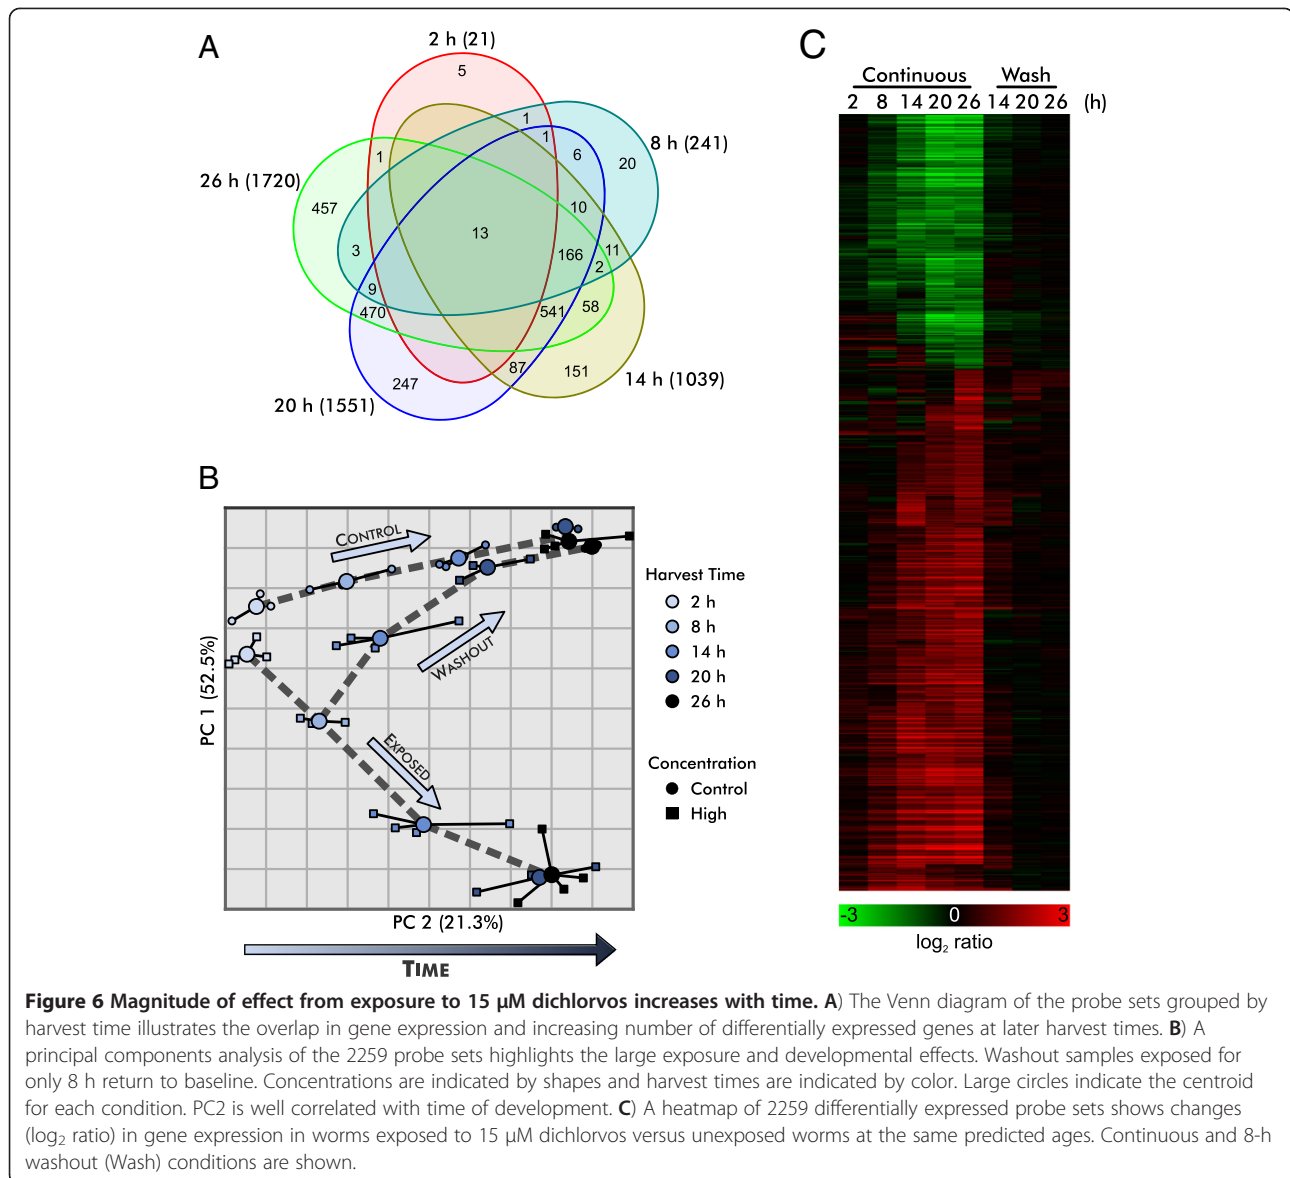 A
2 h (21)
5
1
1
8 h (241)
6
20
1
26 h (1720)
457
10
13
3
166
11
2
9
58
470
541
87
151
247
14 h (1039)
20 h (1551)
B
CONTROL
WASHOUT
EXPOSED
PC 1 (52.5%)
PC 2 (21.3%)
TIME
Harvest Time
2 h
8 h
14 h
20 h
26 h
Concentration
Control
High
C
Continuous Wash
2 8 14 20 26 14 20 26 (h)
-3 0 3
log₂ ratio
Figure 6 Magnitude of effect from exposure to 15 μM dichlorvos increases with time. A) The Venn diagram of the probe sets grouped by
harvest time illustrates the overlap in gene expression and increasing number of differentially expressed genes at later harvest times. B) A
principal components analysis of the 2259 probe sets highlights the large exposure and developmental effects. Washout samples exposed for
only 8 h return to baseline. Concentrations are indicated by shapes and harvest times are indicated by color. Large circles indicate the centroid
for each condition. PC2 is well correlated with time of development. C) A heatmap of 2259 differentially expressed probe sets shows changes
(log₂ ratio) in gene expression in worms exposed to 15 μM dichlorvos versus unexposed worms at the same predicted ages. Continuous and 8-h
washout (Wash) conditions are shown.